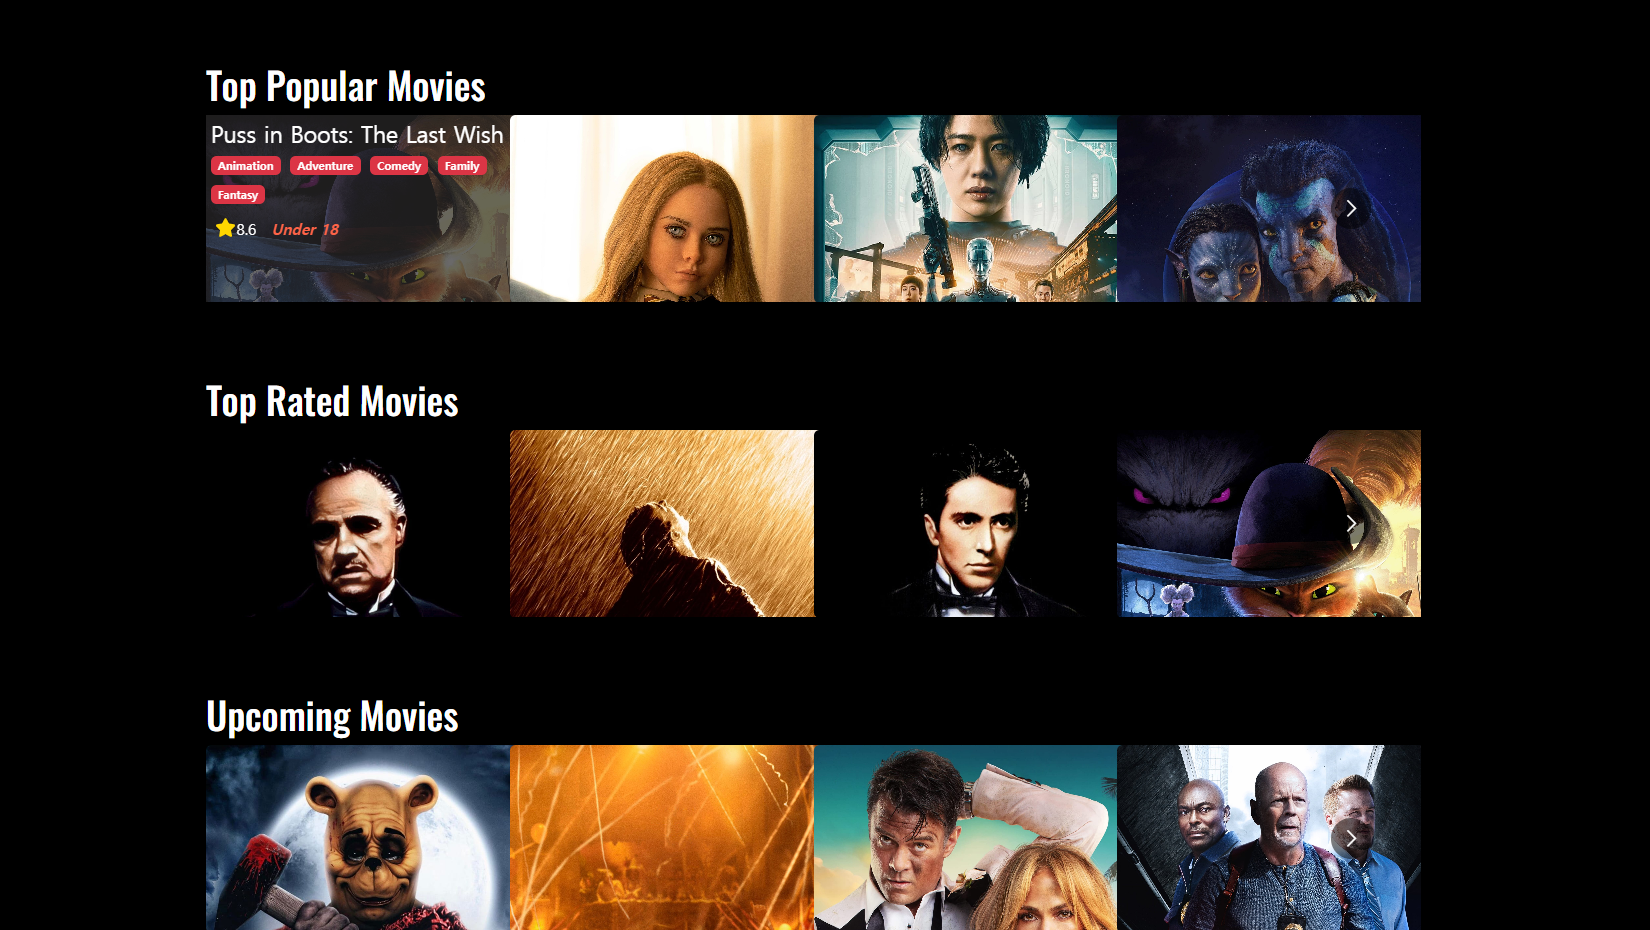 Top Popular Movies
Puss in Boots: The Last Wish
Animation Adventure Comedy Family
Fantasy
8.6 Under 18
Top Rated Movies
Upcoming Movies